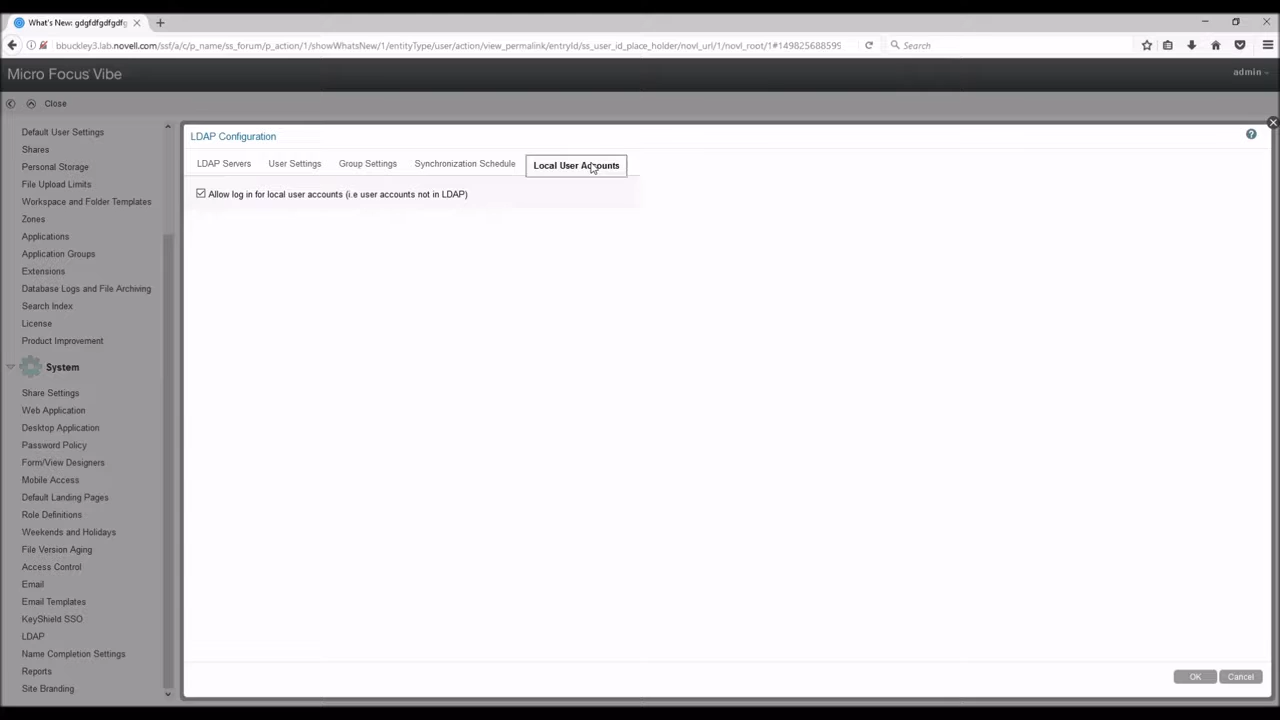 What's New: gdgfdfgdfgdfg
bbuckley3.lab.novell.com/ssf/a/c/p_name/ss_forum/p_action/1/showWhatsNew/1/entityType/user/action/view_permalink/entryId/ss_user_id_place_holder/novl_url/1/novl_root/1#149825688599
Search
Micro Focus Vibe
admin
Close
Default User Settings
Shares
Personal Storage
File Upload Limits
Workspace and Folder Templates
Zones
Applications
Application Groups
Extensions
Database Logs and File Archiving
Search Index
License
Product Improvement
System
Share Settings
Web Application
Desktop Application
Password Policy
Form/View Designers
Mobile Access
Default Landing Pages
Role Definitions
Weekends and Holidays
File Version Aging
Access Control
Email
Email Templates
KeyShield SSO
LDAP
Name Completion Settings
Reports
Site Branding
LDAP Configuration
LDAP Servers User Settings Group Settings Synchronization Schedule Local User Accounts
Allow log in for local user accounts (i.e user accounts not in LDAP)
OK Cancel